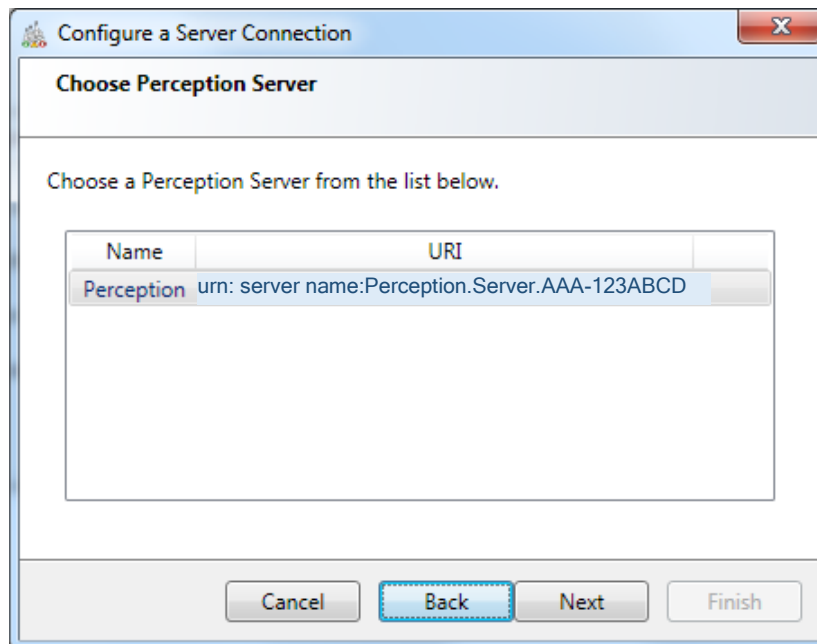 Configure a Server Connection
Choose Perception Server
Choose a Perception Server from the list below.
Name URI
Perception urn: server name:Perception.Server.AAA-123ABCD
Cancel Back Next Finish